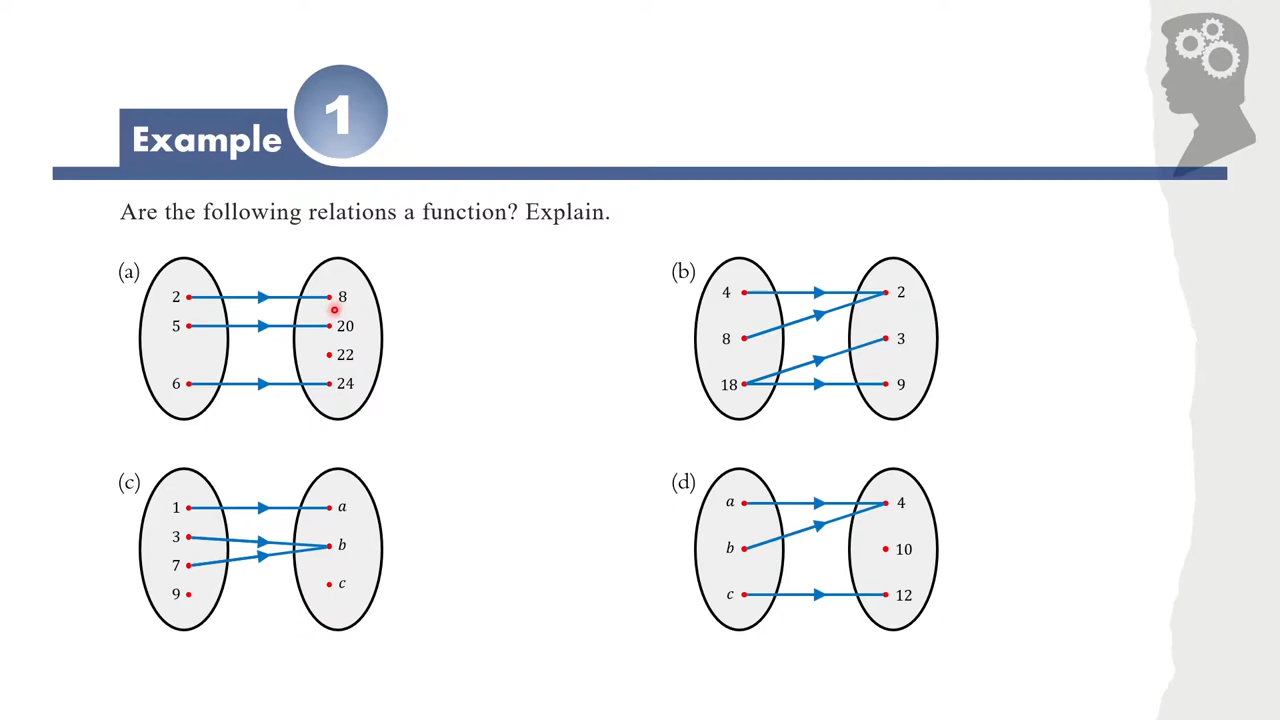 Example 1
Are the following relations a function? Explain.
(a)
2 8
5 20
22
6 24
(b)
4 2
8 3
18 9
(c)
1 a
3
b
7
9 c
(d)
a 4
b 10
c 12